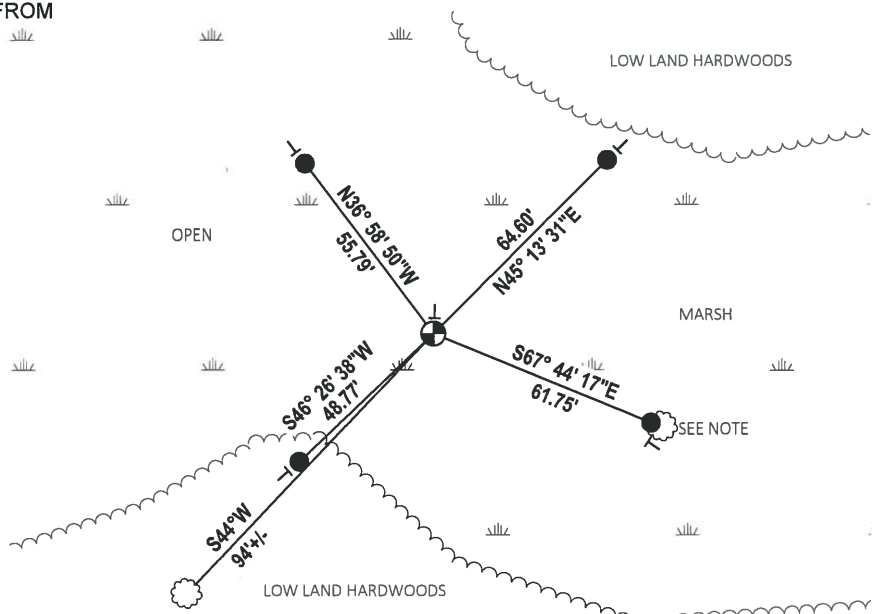 FROM
LOW LAND HARDWOODS
N36° 58' 50"W
55.79'
64.60'
N45° 13' 31"E
OPEN
MARSH
S46° 26' 38"W
48.77'
S67° 44' 17"E
61.75'
SEE NOTE
S44°W
94'+/-
LOW LAND HARDWOODS